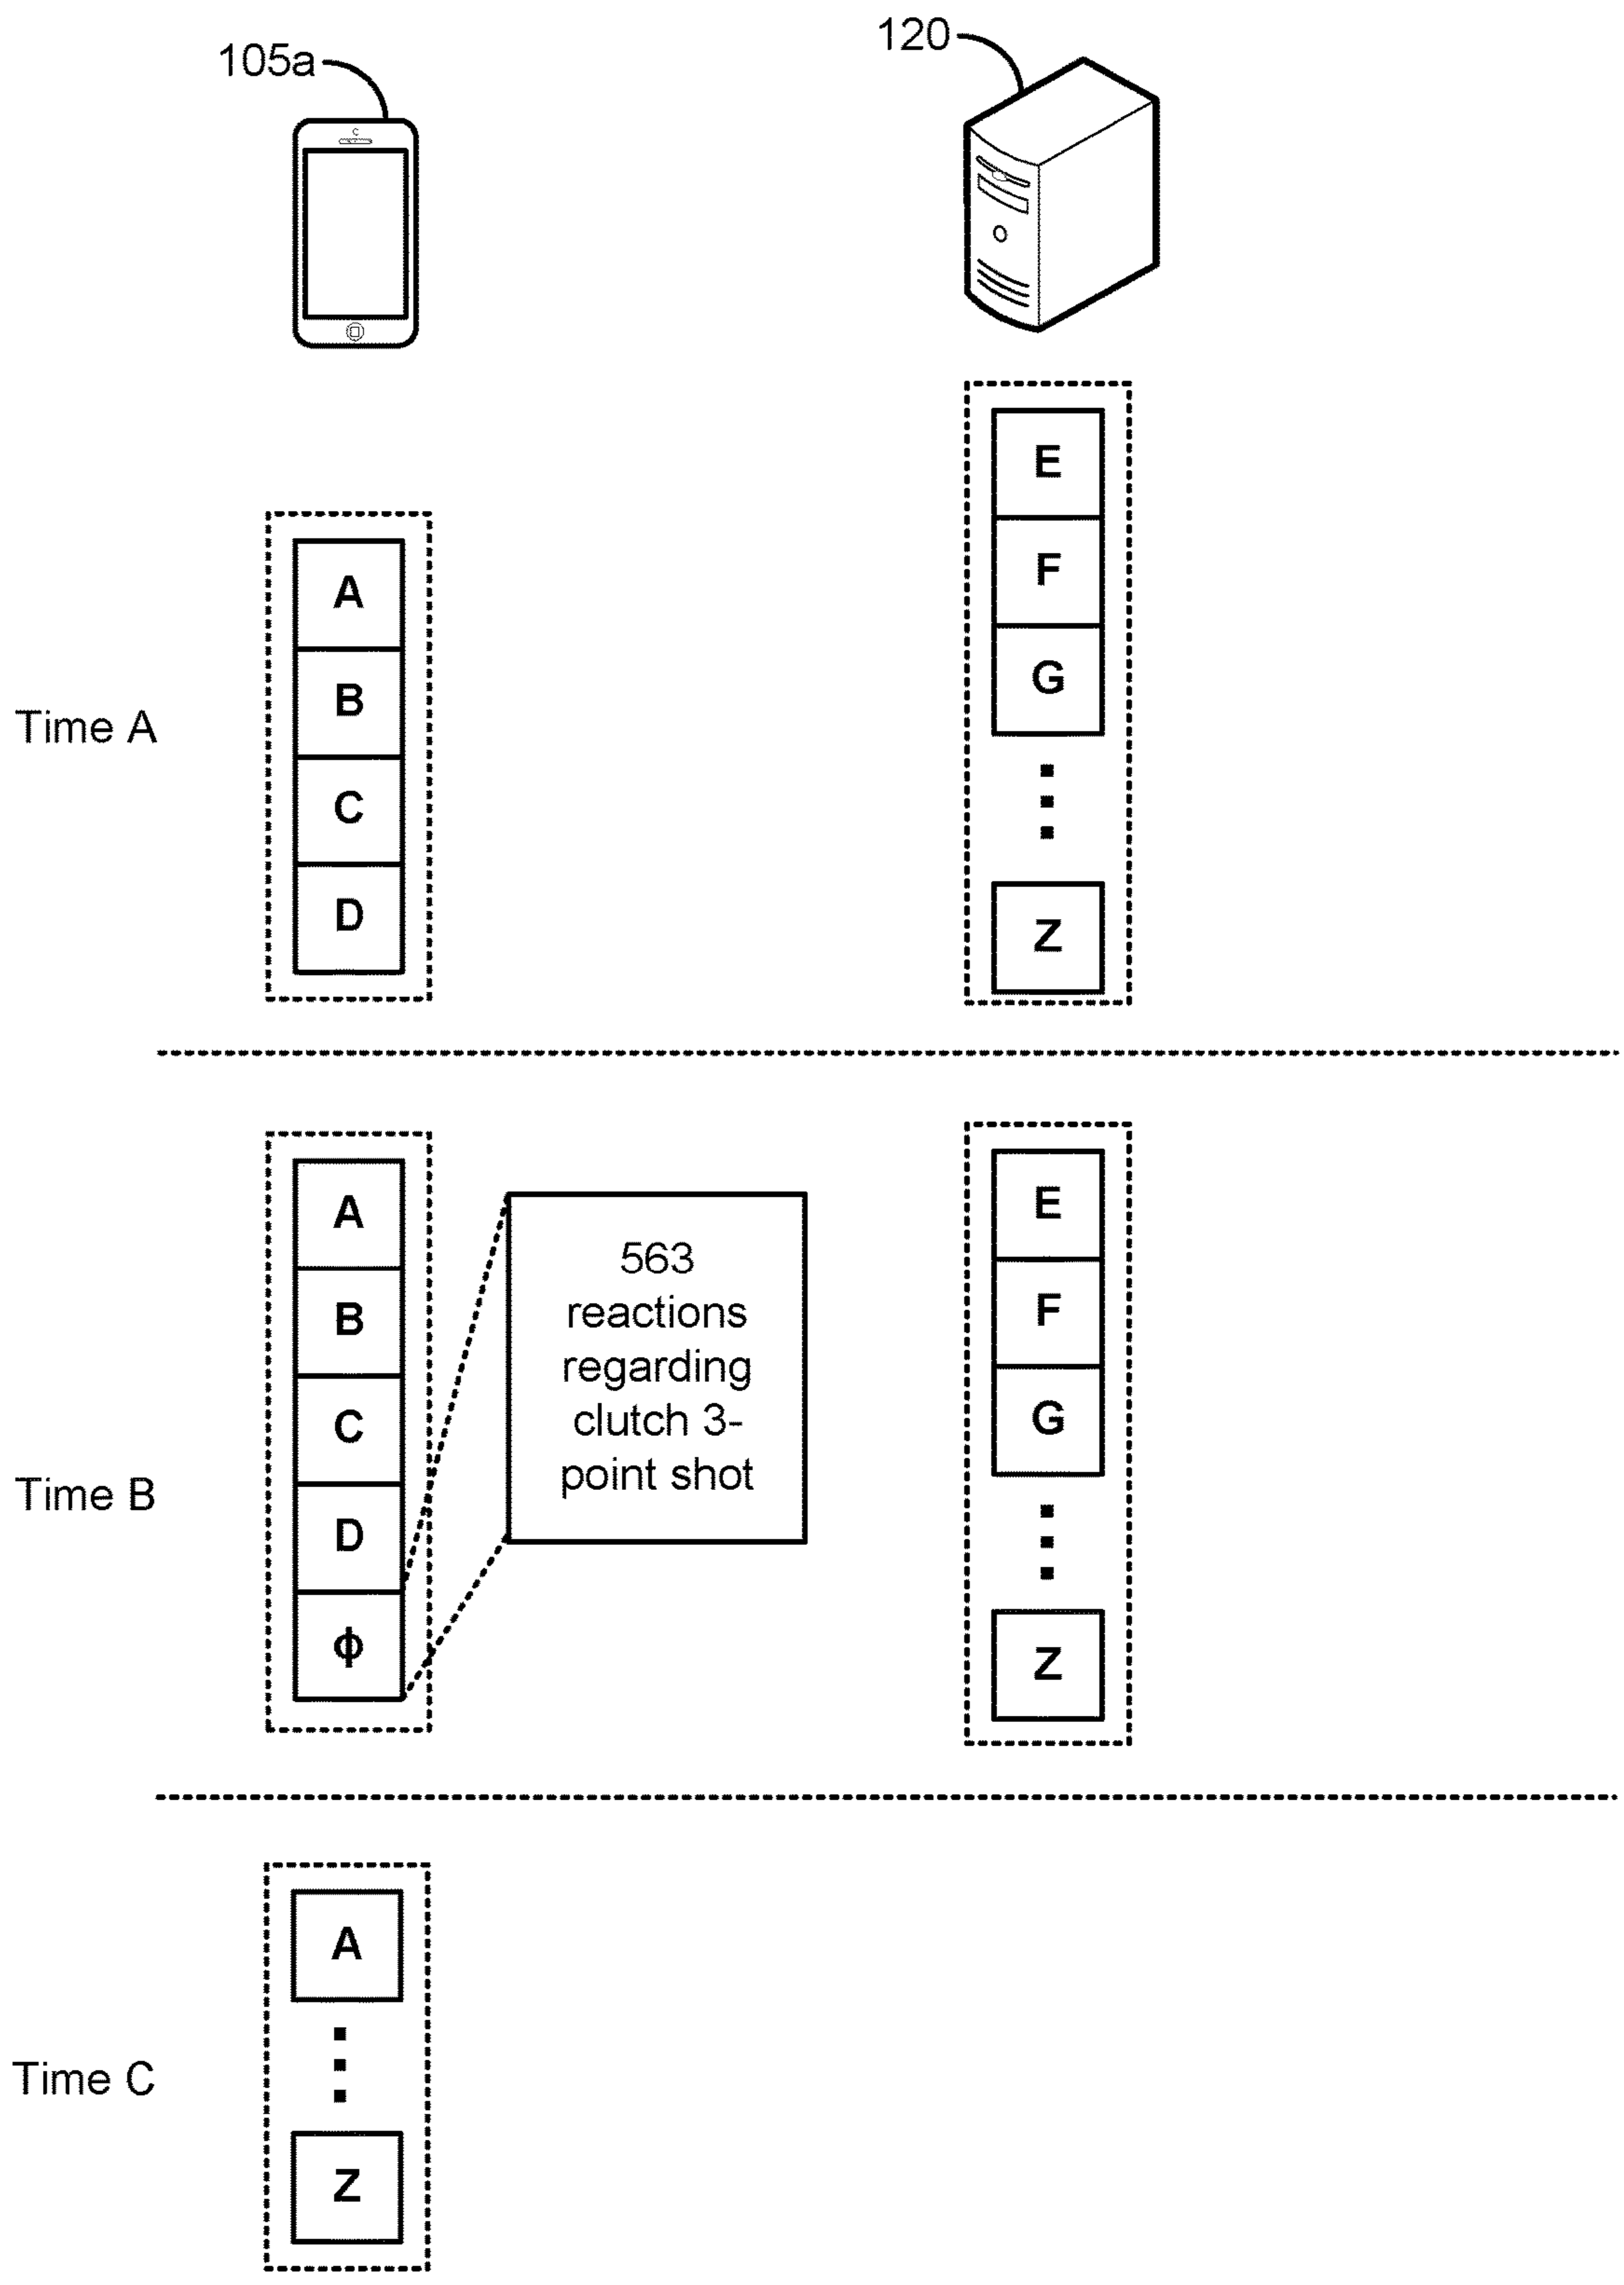 105a
120
E
F
G
Z
A
B
C
D
Time A
A
B
C
D
ϕ
563
reactions
regarding
clutch 3-
point shot
E
F
G
Z
Time B
A
Z
Time C